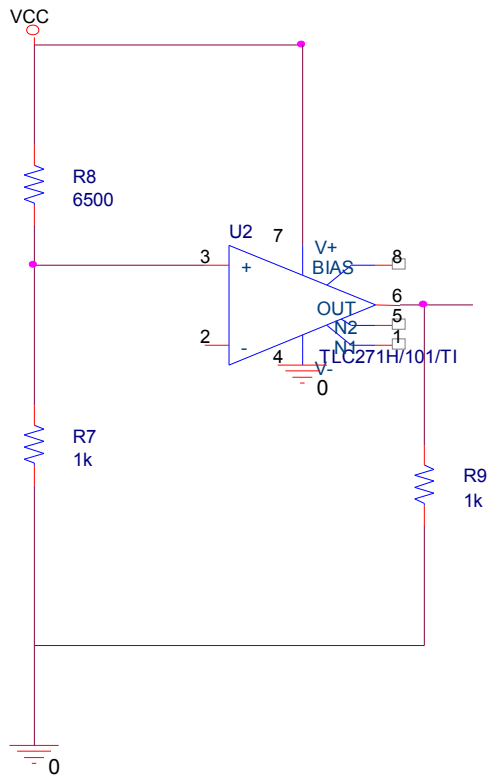 VCC
R8
6500
U2
7
V+
8
BIAS
3
+
6
OUT
5
N2
2
-
1
N1
TLC271H/101/TI
4
V-
0
R7
1k
R9
1k
0